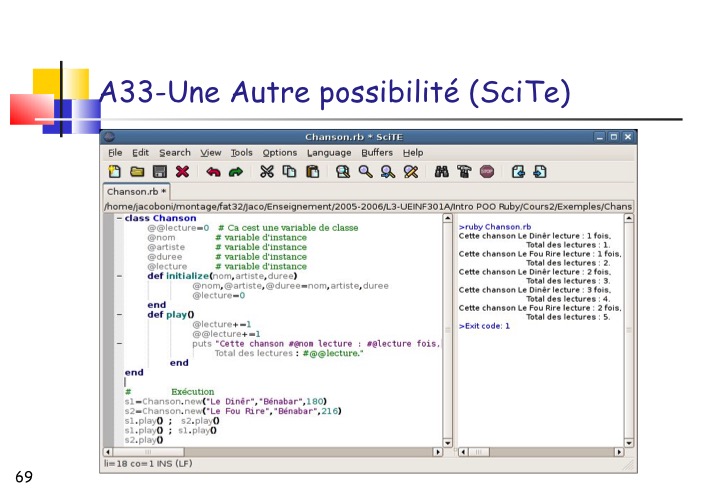 A33-Une Autre possibilité (SciTe)
Chanson.rb * SciTE
File Edit Search View Tools Options Language Buffers Help
Chanson.rb *
/home/jacoboni/montage/fat32/Jaco/Enseignement/2005-2006/L3-UEINF301A/Intro POO Ruby/Cours2/Exemples/Chans
class Chanson
@@lecture=0 # Ca cest une variable de classe
@nom # variable d'instance
@artiste # variable d'instance
@duree # variable d'instance
@lecture # variable d'instance
def initialize(nom,artiste,duree)
@nom,@artiste,@duree=nom,artiste,duree
@lecture=0
end
def play()
@lecture+=1
@@lecture+=1
puts "Cette chanson #@nom lecture : #@lecture fois,
Total des lectures : #@@lecture."
end
end
# Exécution
s1=Chanson.new("Le Dinêr","Bénabar",180)
s2=Chanson.new("Le Fou Rire","Bénabar",216)
s1.play() ; s2.play()
s1.play() ; s1.play()
s2.play()
>ruby Chanson.rb
Cette chanson Le Dinêr lecture : 1 fois,
Total des lectures : 1.
Cette chanson Le Fou Rire lecture : 1 fois,
Total des lectures : 2.
Cette chanson Le Dinêr lecture : 2 fois,
Total des lectures : 3.
Cette chanson Le Dinêr lecture : 3 fois,
Total des lectures : 4.
Cette chanson Le Fou Rire lecture : 2 fois,
Total des lectures : 5.
>Exit code: 1
li=18 co=1 INS (LF)
69